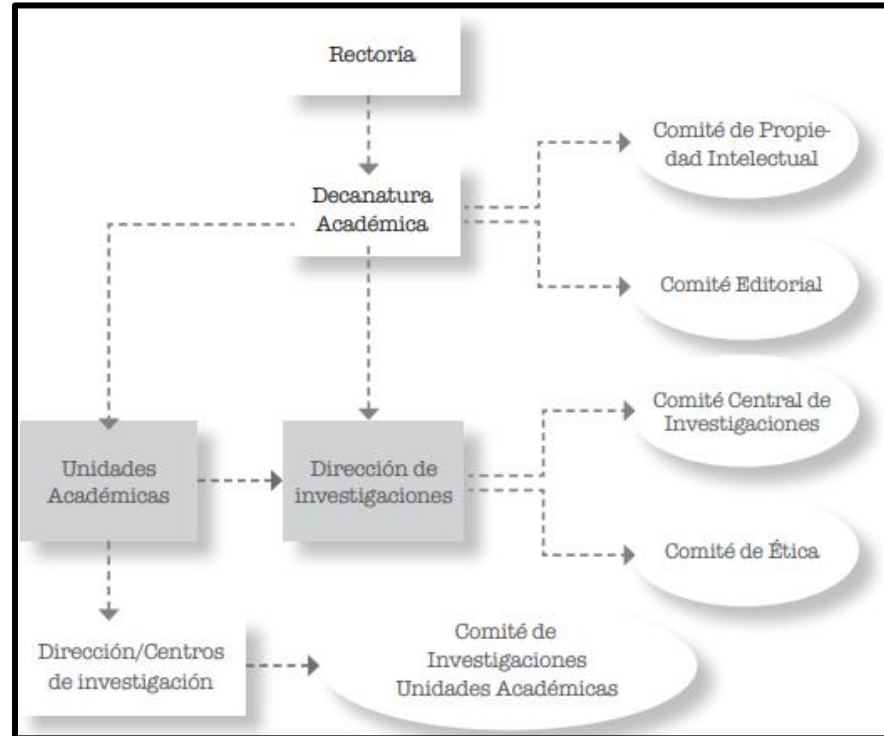 Rectoría
Comité de Propie-
dad Intelectual
Decanatura
Académica
Comité Editorial
Comité Central de
Investigaciones
Unidades
Académicas
Dirección de
investigaciones
Comité de Ética
Dirección/Centros
de investigación
Comité de
Investigaciones
Unidades Académicas